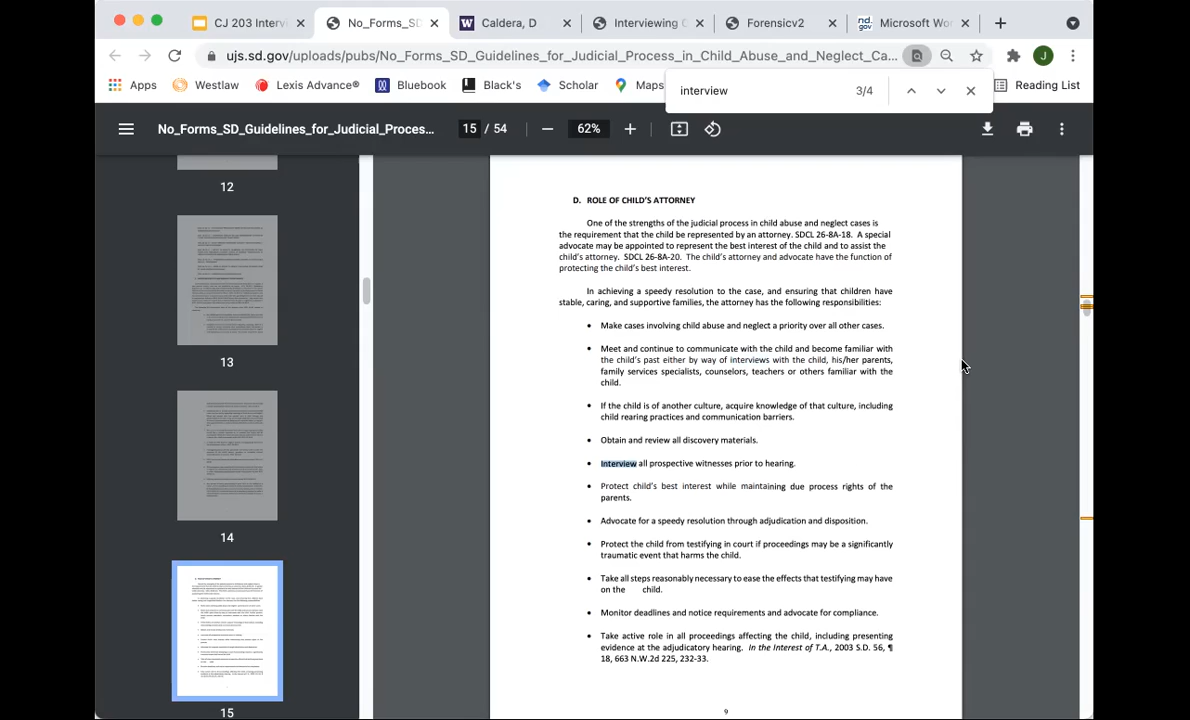 CJ 203 Intervi
No_Forms_SD
Caldera, D
Interviewing C
Forensicv2
nd.gov
Microsoft Wo
ujs.sd.gov/uploads/pubs/No_Forms_SD_Guidelines_for_Judicial_Process_in_Child_Abuse_and_Neglect_Ca...
J
Apps
Westlaw
Lexis Advance®
Bluebook
Black's
Scholar
Maps
Reading List
interview
3/4
No_Forms_SD_Guidelines_for_Judicial_Proces...
15 / 54
62%
12
13
14
15
D. ROLE OF CHILD'S ATTORNEY
One of the strengths of the judicial process in child abuse and neglect cases is
the requirement that the child be represented by an attorney. SDCL 26-8A-18. A special
advocate may be appointed to represent the best interest of the child and to assist the
child's attorney. SDCL 26-8A-20. The child's attorney and advocate have the function of
protecting the child's best interest.
In achieving a speedy resolution to the case, and ensuring that children have
stable, caring, and supportive families, the attorney has the following responsibilities:
• Make cases involving child abuse and neglect a priority over all other cases.
• Meet and continue to communicate with the child and become familiar with
the child's past either by way of interviews with the child, his/her parents,
family services specialists, counselors, teachers or others familiar with the
child.
• If the child is of another culture, acquire knowledge of that culture, including
child rearing practices and communication barriers.
• Obtain and review all discovery materials.
• Interview all prospective witnesses prior to hearing.
• Protect child's best interest while maintaining due process rights of the
parents.
• Advocate for a speedy resolution through adjudication and disposition.
• Protect the child from testifying in court if proceedings may be a significantly
traumatic event that harms the child.
• Take all steps reasonably necessary to ease the effects that testifying may have
on the child.
• Monitor deadlines and notice requirements and advocate for compliance.
• Take active role in all proceedings affecting the child, including presenting
evidence at the adjudicatory hearing. In the Interest of T.A., 2003 S.D. 56, ¶
18, 663 N.W.2d 225, 232-33.
9